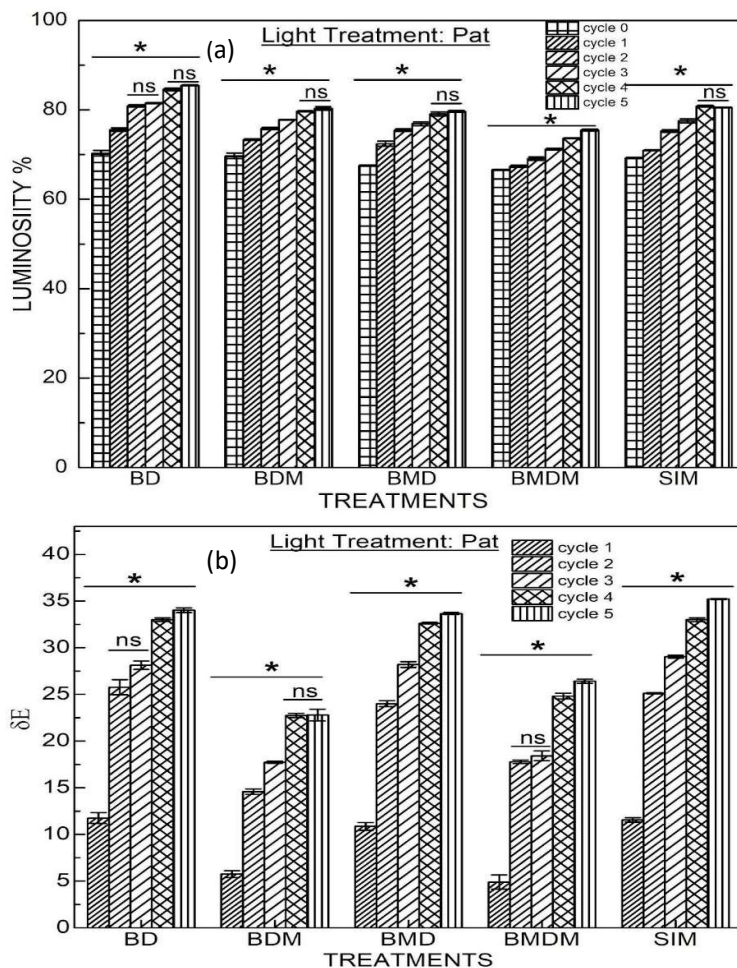 (a)
Light Treatment: Pat
cycle 0
cycle 1
cycle 2
cycle 3
cycle 4
cycle 5
*
ns
ns
*
ns
*
ns
*
*
ns
100
80
60
40
20
0
LUMINOSIITY %
BD
BDM
BMD
BMDM
SIM
TREATMENTS
(b)
Light Treatment: Pat
cycle 1
cycle 2
cycle 3
cycle 4
cycle 5
*
ns
*
ns
*
*
ns
*
40
35
30
25
20
15
10
5
0
δE
BD
BDM
BMD
BMDM
SIM
TREATMENTS